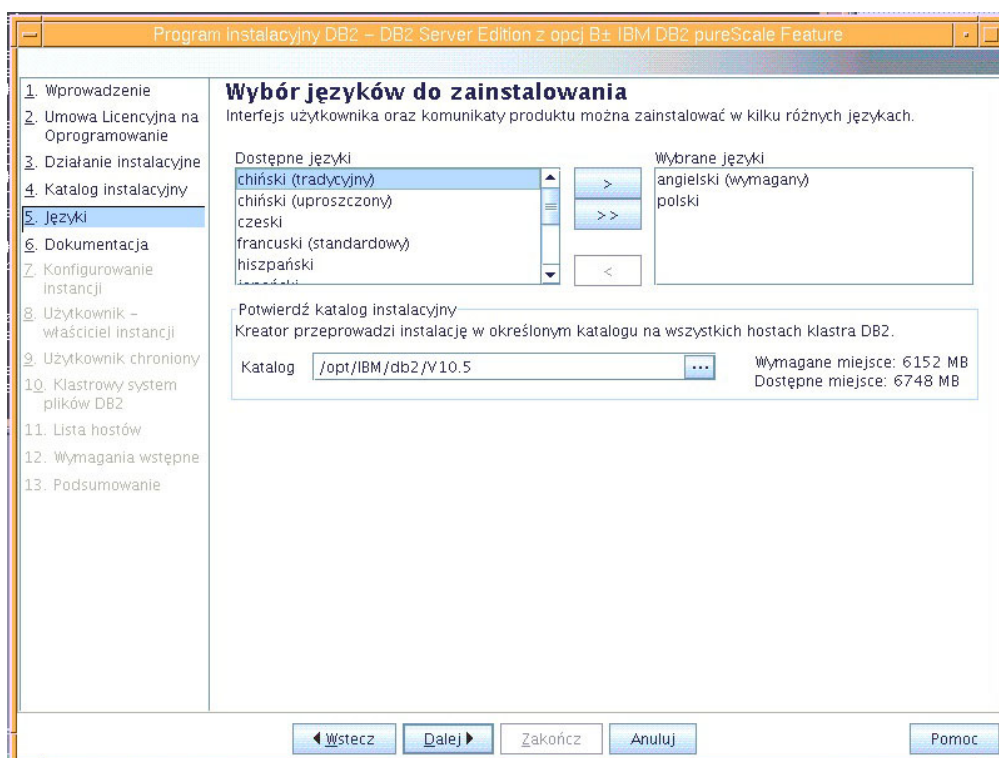 Program instalacyjny DB2 – DB2 Server Edition z opcj B± IBM DB2 pureScale Feature
1. Wprowadzenie
2. Umowa Licencyjna na
Oprogramowanie
3. Działanie instalacyjne
4. Katalog instalacyjny
5. Języki
6. Dokumentacja
7. Konfigurowanie
instancji
8. Użytkownik –
właściciel instancji
9. Użytkownik chroniony
10. Klastrowy system
plików DB2
11. Lista hostów
12. Wymagania wstępne
13. Podsumowanie
Wybór języków do zainstalowania
Interfejs użytkownika oraz komunikaty produktu można zainstalować w kilku różnych językach.
Dostępne języki
chiński (tradycyjny)
chiński (uproszczony)
czeski
francuski (standardowy)
hiszpański
>
>>
<
Wybrane języki
angielski (wymagany)
polski
Potwierdź katalog instalacyjny
Kreator przeprowadzi instalację w określonym katalogu na wszystkich hostach klastra DB2.
Katalog /opt/IBM/db2/V10.5 ...
Wymagane miejsce: 6152 MB
Dostępne miejsce: 6748 MB
Wstecz Dalej Zakończ Anuluj Pomoc